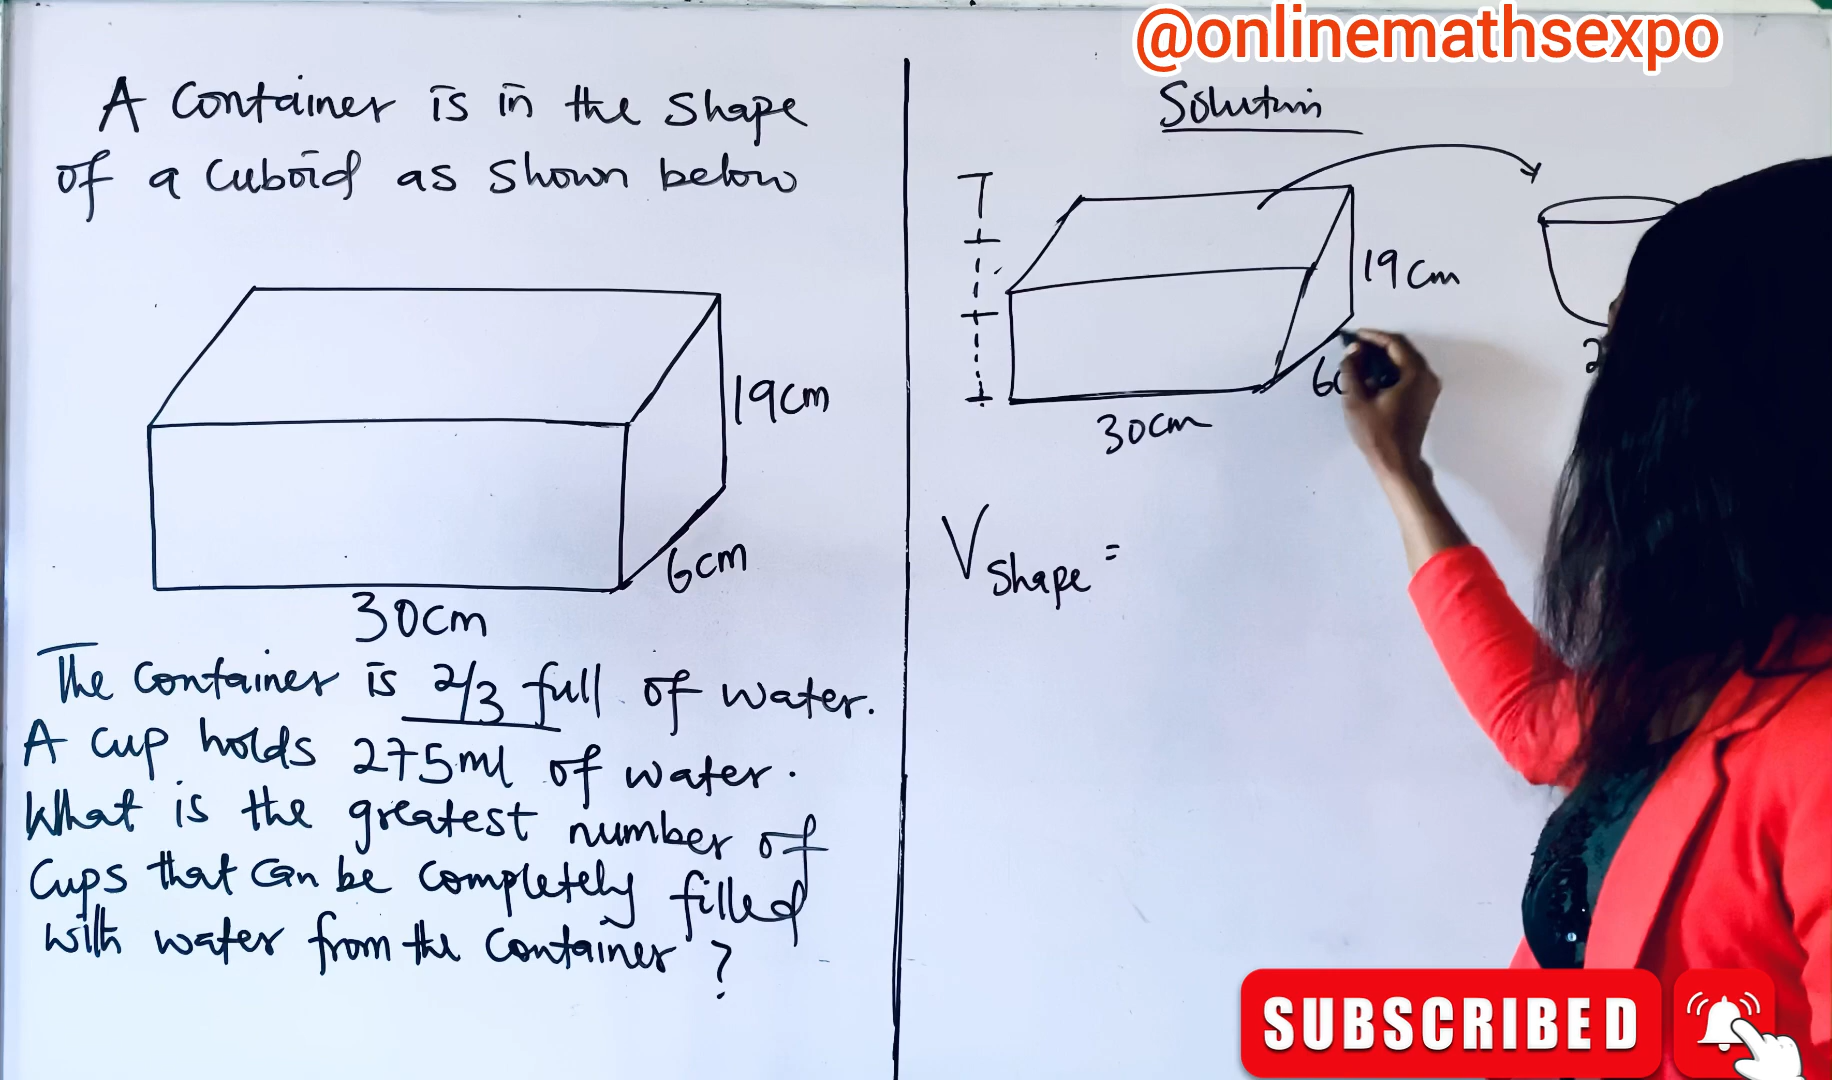 @onlinemathsexpo
A Container is in the shape
of a Cuboid as shown below
19cm
6cm
30cm
The Container is 2/3 full of water.
A cup holds 275ml of water.
What is the greatest number of
Cups that can be completely filled
with water from the container?
Solution
19cm
30cm
V shape =
SUBSCRIBED